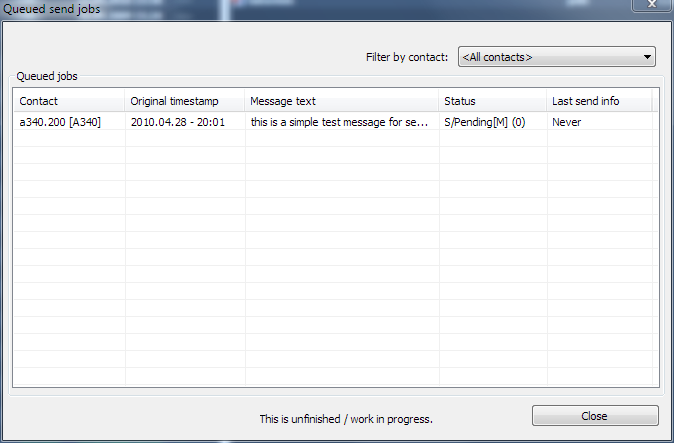 Queued send jobs
Filter by contact: <All contacts>
Queued jobs
Contact Original timestamp Message text Status Last send info
a340.200 [A340] 2010.04.28 - 20:01 this is a simple test message for se... S/Pending[M] (0) Never
This is unfinished / work in progress. Close